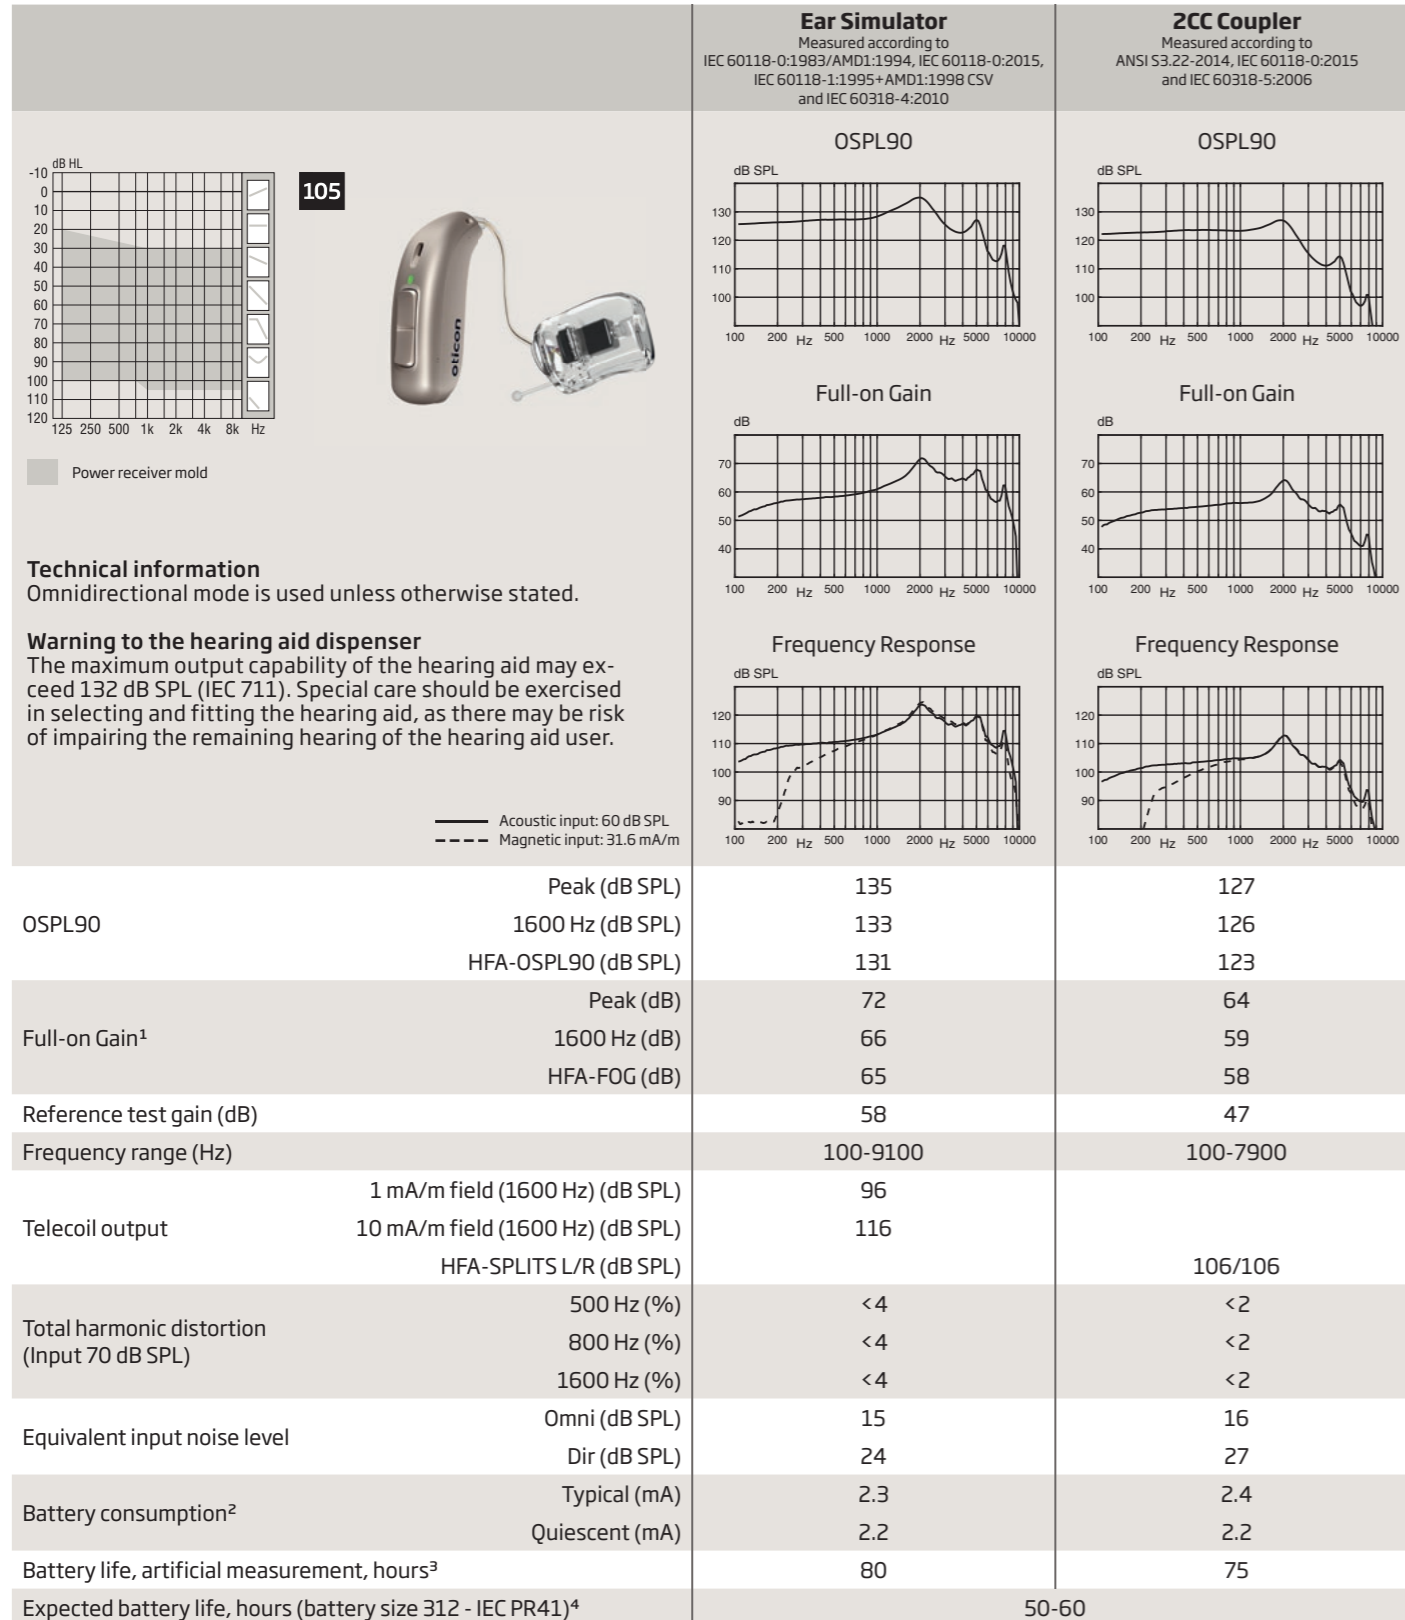 Ear Simulator
Measured according to
IEC 60118-0:1983/AMD1:1994, IEC 60118-0:2015,
IEC 60118-1:1995+AMD1:1998 CSV
and IEC 60318-4:2010
2CC Coupler
Measured according to
ANSI S3.22-2014, IEC 60118-0:2015
and IEC 60318-5:2006
dB HL
-10
0
10
20
30
40
50
60
70
80
90
100
110
120
125 250 500 1k 2k 4k 8k Hz
105
oticon
Power receiver mold
OSPL90
dB SPL
130
120
110
100
100 200 Hz 500 1000 2000 Hz 5000 10000
OSPL90
dB SPL
130
120
110
100
100 200 Hz 500 1000 2000 Hz 5000 10000
Full-on Gain
dB
70
60
50
40
100 200 Hz 500 1000 2000 Hz 5000 10000
Full-on Gain
dB
70
60
50
40
100 200 Hz 500 1000 2000 Hz 5000 10000
Technical information
Omnidirectional mode is used unless otherwise stated.
Warning to the hearing aid dispenser
The maximum output capability of the hearing aid may ex-
ceed 132 dB SPL (IEC 711). Special care should be exercised
in selecting and fitting the hearing aid, as there may be risk
of impairing the remaining hearing of the hearing aid user.
Acoustic input: 60 dB SPL
Magnetic input: 31.6 mA/m
Frequency Response
dB SPL
120
110
100
90
100 200 Hz 500 1000 2000 Hz 5000 10000
Frequency Response
dB SPL
120
110
100
90
100 200 Hz 500 1000 2000 Hz 5000 10000
OSPL90
Peak (dB SPL) 135 127
1600 Hz (dB SPL) 133 126
HFA-OSPL90 (dB SPL) 131 123
Full-on Gain¹
Peak (dB) 72 64
1600 Hz (dB) 66 59
HFA-FOG (dB) 65 58
Reference test gain (dB) 58 47
Frequency range (Hz) 100-9100 100-7900
Telecoil output
1 mA/m field (1600 Hz) (dB SPL) 96
10 mA/m field (1600 Hz) (dB SPL) 116
HFA-SPLITS L/R (dB SPL) 106/106
Total harmonic distortion
(Input 70 dB SPL)
500 Hz (%) <4 <2
800 Hz (%) <4 <2
1600 Hz (%) <4 <2
Equivalent input noise level
Omni (dB SPL) 15 16
Dir (dB SPL) 24 27
Battery consumption²
Typical (mA) 2.3 2.4
Quiescent (mA) 2.2 2.2
Battery life, artificial measurement, hours³ 80 75
Expected battery life, hours (battery size 312 - IEC PR41)⁴ 50-60